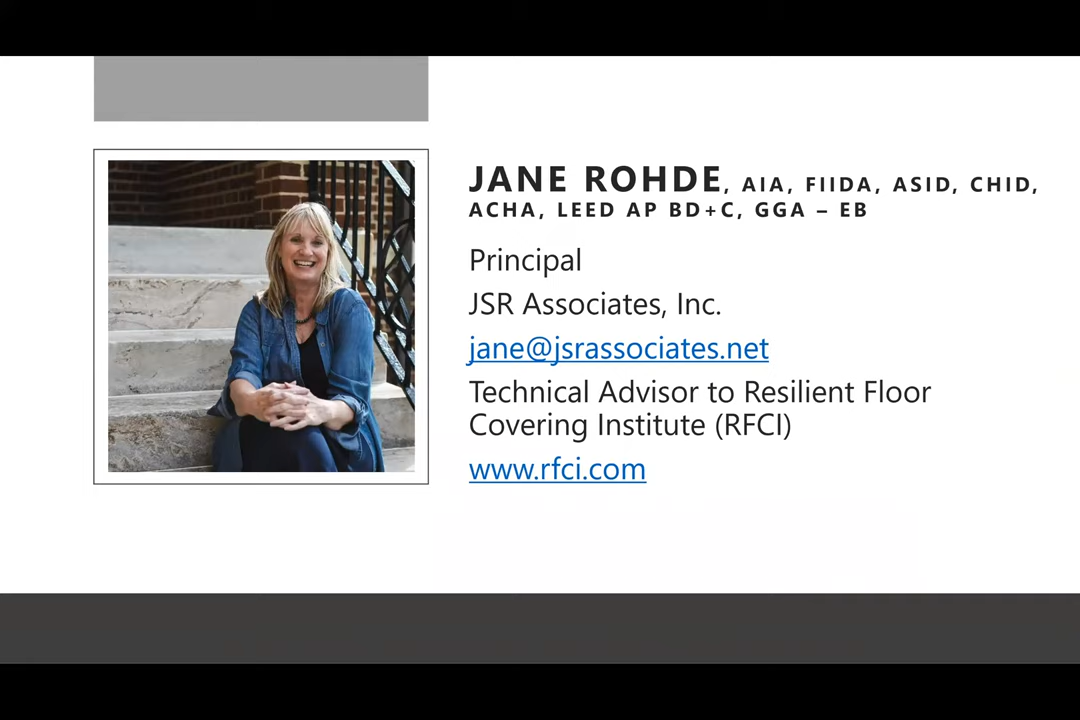 JANE ROHDE, AIA, FIIDA, ASID, CHID,
ACHA, LEED AP BD+C, GGA – EB
Principal
JSR Associates, Inc.
jane@jsrassociates.net
Technical Advisor to Resilient Floor
Covering Institute (RFCI)
www.rfci.com